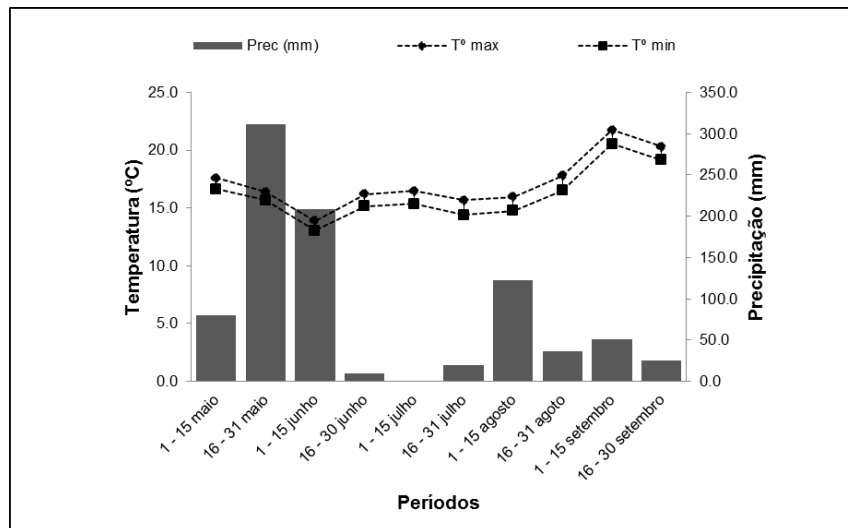 Prec (mm) Tº max Tº min
Temperatura (ºC)
25.0
20.0
15.0
10.0
5.0
0.0
350.0
300.0
250.0
200.0
150.0
100.0
50.0
0.0
Precipitação (mm)
1 - 15 maio
16 - 31 maio
1 - 15 junho
16 - 30 junho
1 - 15 julho
16 - 31 julho
1 - 15 agosto
16 - 31 agoto
1 - 15 setembro
16 - 30 setembro
Períodos